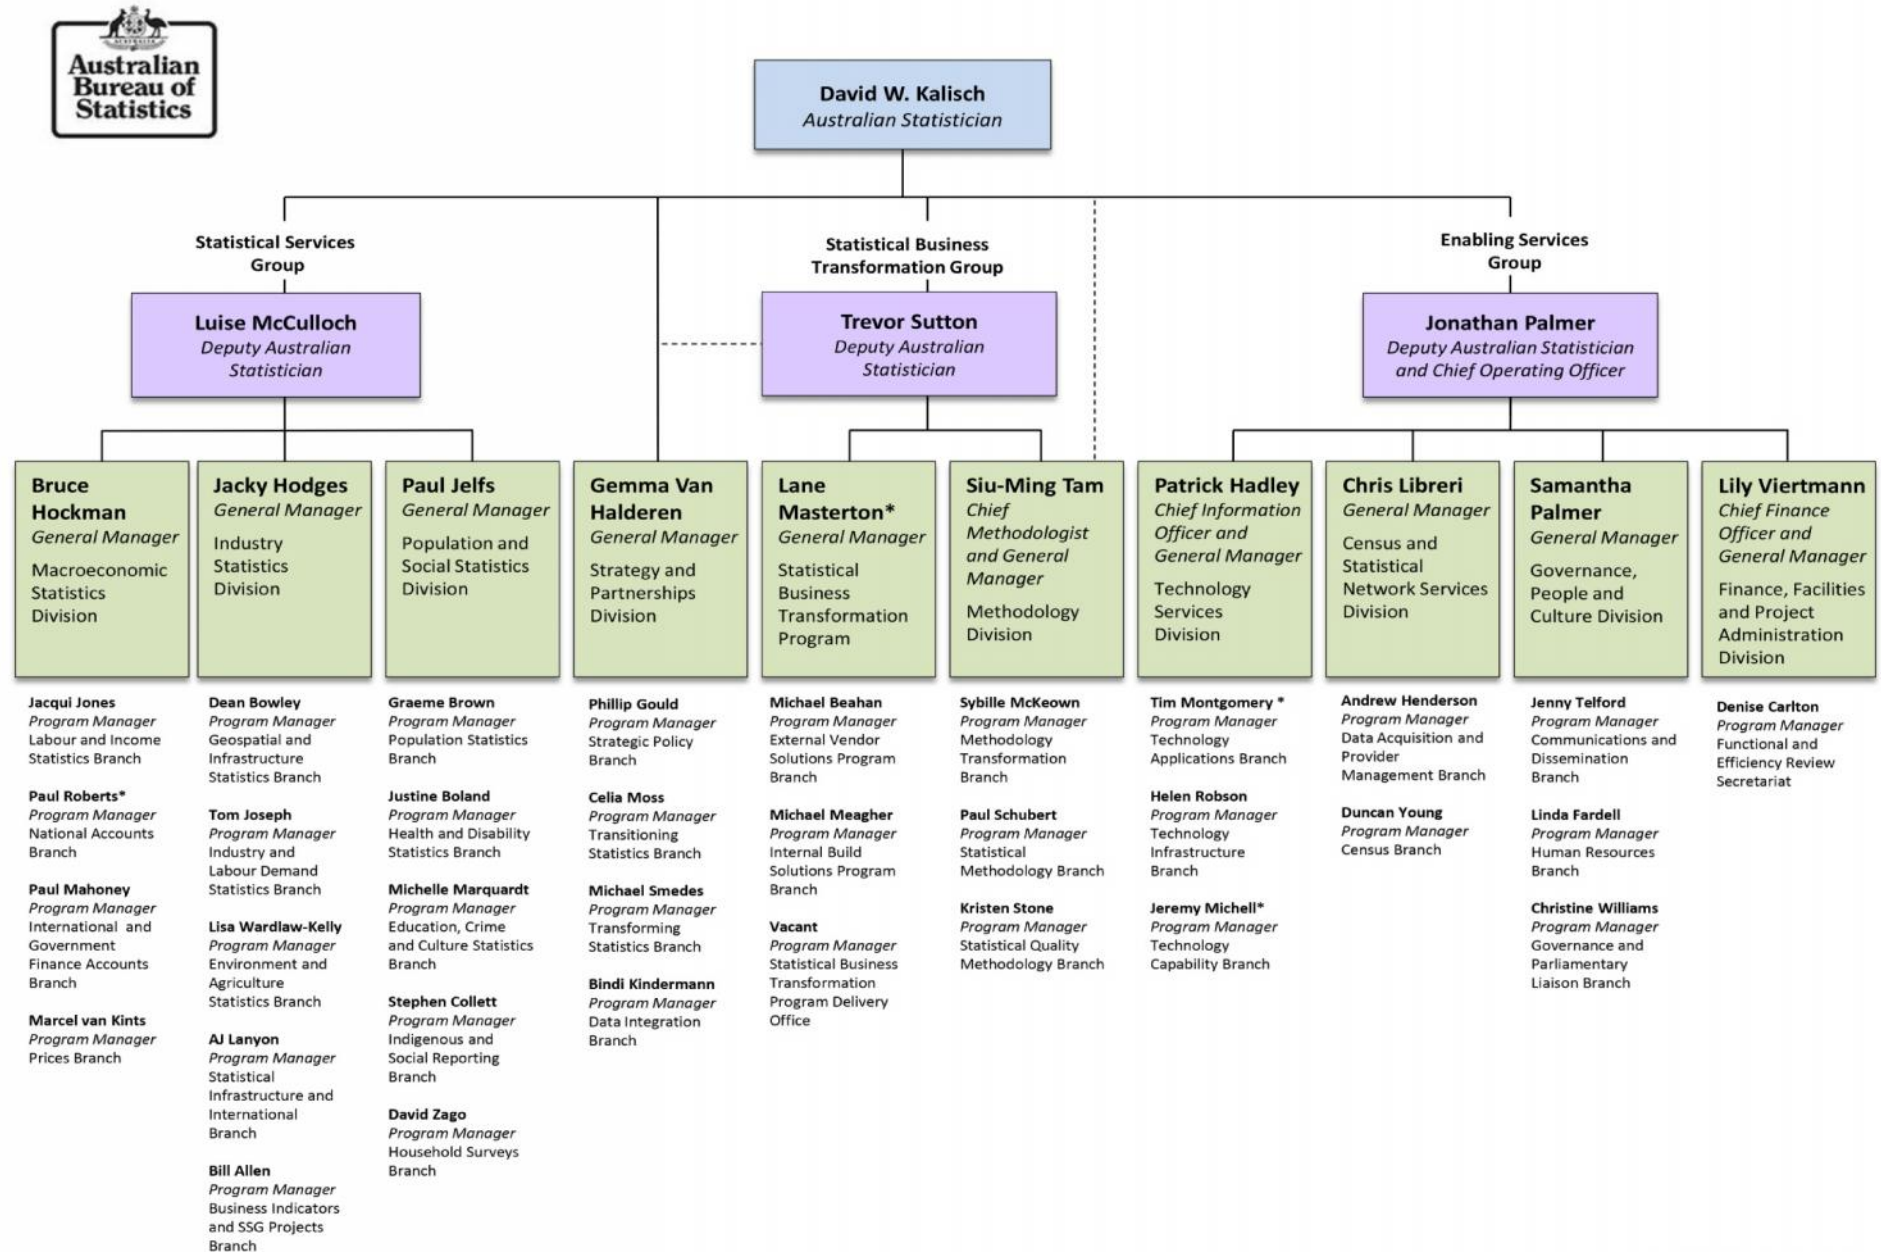 Australian
Bureau of
Statistics
David W. Kalisch
Australian Statistician
Statistical Services
Group
Luise McCulloch
Deputy Australian
Statistician
Statistical Business
Transformation Group
Trevor Sutton
Deputy Australian
Statistician
Enabling Services
Group
Jonathan Palmer
Deputy Australian Statistician
and Chief Operating Officer
Bruce
Hockman
General Manager
Macroeconomic
Statistics
Division
Jacky Hodges
General Manager
Industry
Statistics
Division
Paul Jelfs
General Manager
Population and
Social Statistics
Division
Gemma Van
Halderen
General Manager
Strategy and
Partnerships
Division
Lane
Masterton*
General Manager
Statistical
Business
Transformation
Program
Siu-Ming Tam
Chief
Methodologist
and General
Manager
Methodology
Division
Patrick Hadley
Chief Information
Officer and
General Manager
Technology
Services
Division
Chris Libreri
General Manager
Census and
Statistical
Network Services
Division
Samantha
Palmer
General Manager
Governance,
People and
Culture Division
Lily Viertmann
Chief Finance
Officer and
General Manager
Finance, Facilities
and Project
Administration
Division
Jacqui Jones
Program Manager
Labour and Income
Statistics Branch
Paul Roberts*
Program Manager
National Accounts
Branch
Paul Mahoney
Program Manager
International and
Government
Finance Accounts
Branch
Marcel van Kints
Program Manager
Prices Branch
Dean Bowley
Program Manager
Geospatial and
Infrastructure
Statistics Branch
Tom Joseph
Program Manager
Industry and
Labour Demand
Statistics Branch
Lisa Wardlaw-Kelly
Program Manager
Environment and
Agriculture
Statistics Branch
AJ Lanyon
Program Manager
Statistical
Infrastructure and
International
Branch
Bill Allen
Program Manager
Business Indicators
and SSG Projects
Branch
Graeme Brown
Program Manager
Population Statistics
Branch
Justine Boland
Program Manager
Health and Disability
Statistics Branch
Michelle Marquardt
Program Manager
Education, Crime
and Culture Statistics
Branch
Stephen Collett
Program Manager
Indigenous and
Social Reporting
Branch
David Zago
Program Manager
Household Surveys
Branch
Phillip Gould
Program Manager
Strategic Policy
Branch
Celia Moss
Program Manager
Transitioning
Statistics Branch
Michael Smedes
Program Manager
Transforming
Statistics Branch
Bindi Kindermann
Program Manager
Data Integration
Branch
Michael Beahan
Program Manager
External Vendor
Solutions Program
Branch
Michael Meagher
Program Manager
Internal Build
Solutions Program
Branch
Vacant
Program Manager
Statistical Business
Transformation
Program Delivery
Office
Sybille McKeown
Program Manager
Methodology
Transformation
Branch
Paul Schubert
Program Manager
Statistical
Methodology Branch
Kristen Stone
Program Manager
Statistical Quality
Methodology Branch
Tim Montgomery *
Program Manager
Technology
Applications Branch
Helen Robson
Program Manager
Technology
Infrastructure
Branch
Jeremy Michell*
Program Manager
Technology
Capability Branch
Andrew Henderson
Program Manager
Data Acquisition and
Provider
Management Branch
Duncan Young
Program Manager
Census Branch
Jenny Telford
Program Manager
Communications and
Dissemination
Branch
Linda Fardell
Program Manager
Human Resources
Branch
Christine Williams
Program Manager
Governance and
Parliamentary
Liaison Branch
Denise Carlton
Program Manager
Functional and
Efficiency Review
Secretariat